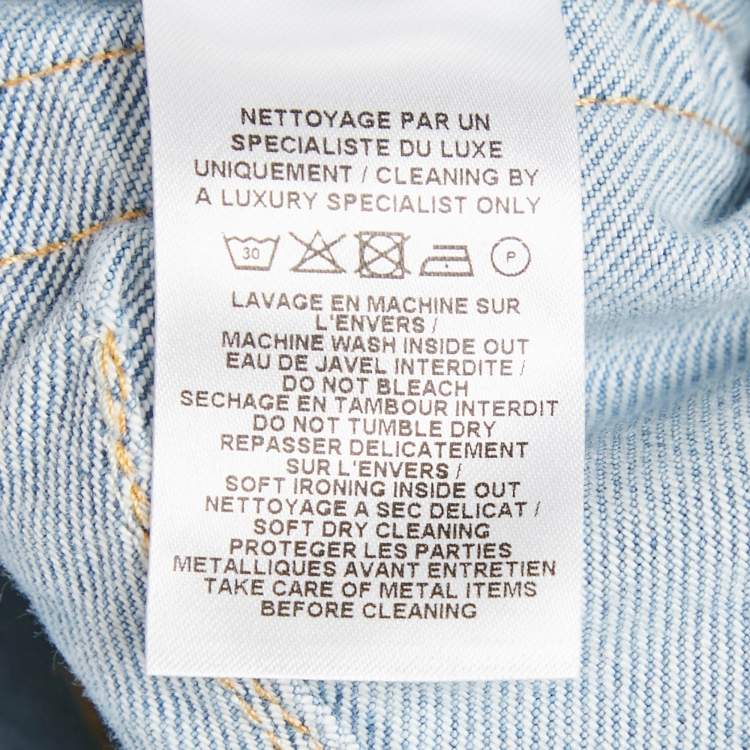 NETTOYAGE PAR UN
SPECIALISTE DU LUXE
UNIQUEMENT / CLEANING BY
A LUXURY SPECIALIST ONLY
30 P
LAVAGE EN MACHINE SUR
L'ENVERS /
MACHINE WASH INSIDE OUT
EAU DE JAVEL INTERDITE /
DO NOT BLEACH
SECHAGE EN TAMBOUR INTERDIT
DO NOT TUMBLE DRY
REPASSER DELICATEMENT
SUR L'ENVERS /
SOFT IRONING INSIDE OUT
NETTOYAGE A SEC DELICAT /
SOFT DRY CLEANING
PROTEGER LES PARTIES
METALLIQUES AVANT ENTRETIEN
TAKE CARE OF METAL ITEMS
BEFORE CLEANING